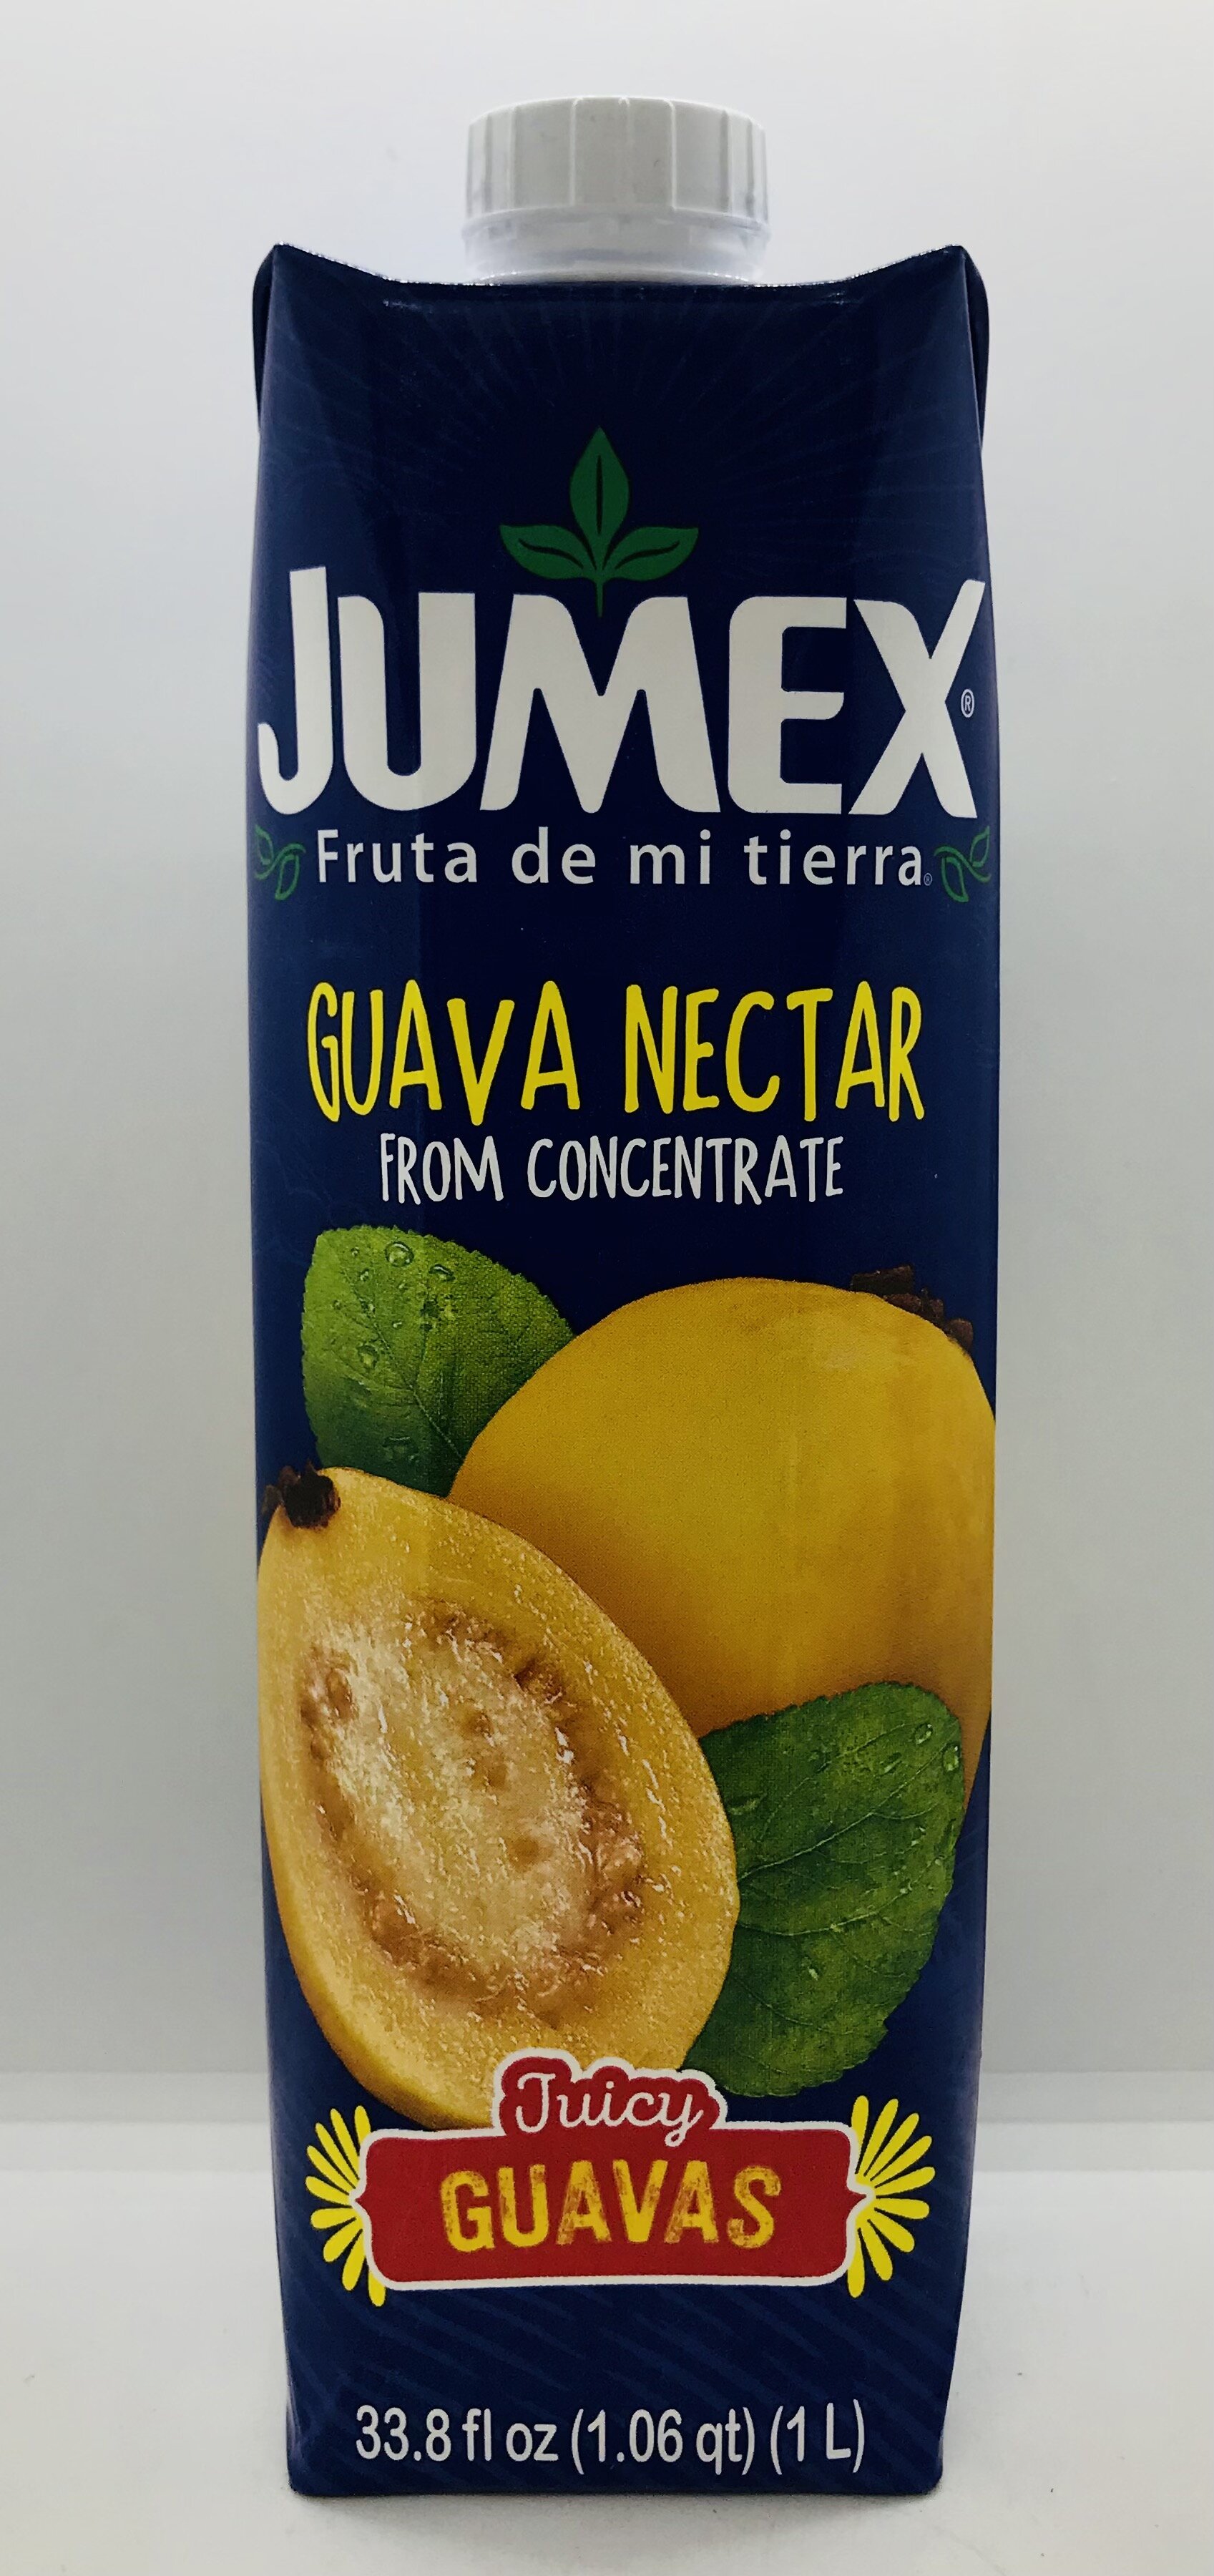 JUMEX®
Fruta de mi tierra®
GUAVA NECTAR
FROM CONCENTRATE
Juicy
GUAVAS
33.8 fl oz (1.06 qt) (1 L)